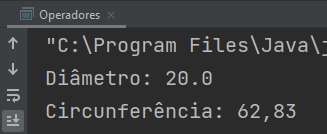 Operadores
"C:\Program Files\Java\
Diâmetro: 20.0
Circunferência: 62,83